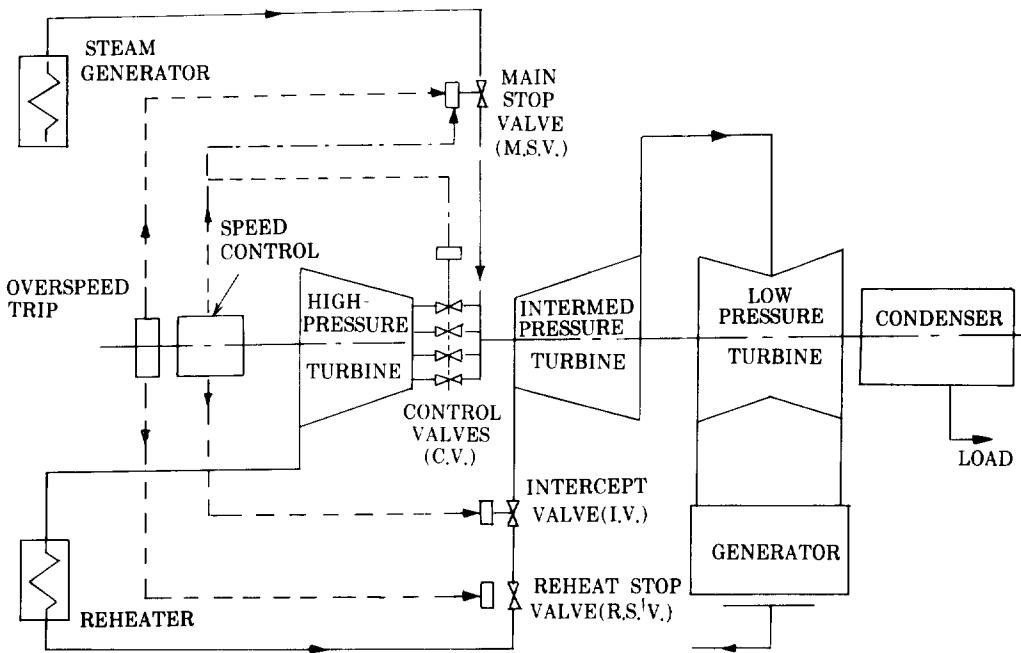 STEAM
GENERATOR
MAIN
STOP
VALVE
(M.S.V.)
SPEED
CONTROL
OVERSPEED
TRIP
HIGH-
PRESSURE
TURBINE
INTERMED
PRESSURE
TURBINE
LOW
PRESSURE
TURBINE
CONDENSER
CONTROL
VALVES
(C.V.)
LOAD
INTERCEPT
VALVE(I.V.)
GENERATOR
REHEAT STOP
VALVE(R.S.V.)
REHEATER